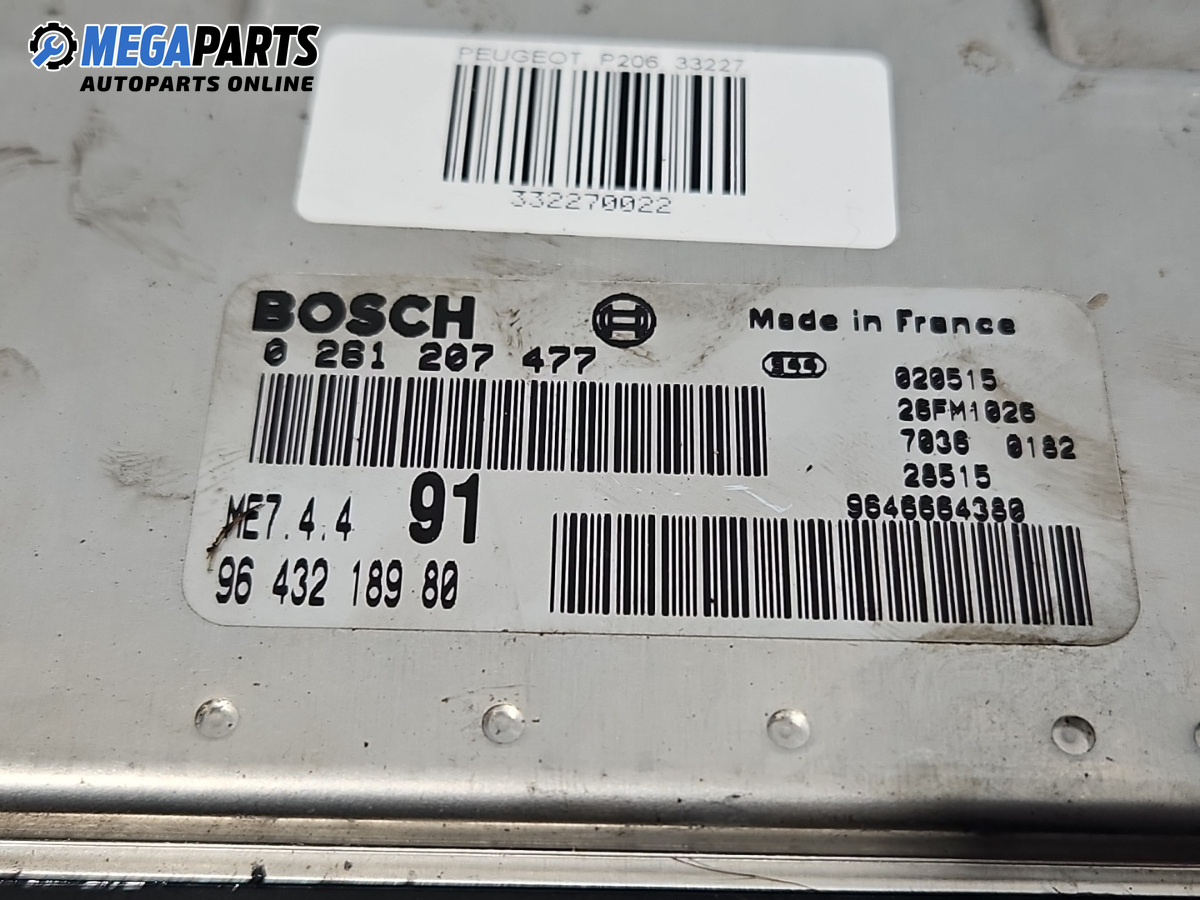 MEGAPARTS
AUTOPARTS ONLINE
PEUGEOT P206 33227
332270022
BOSCH
Made in France
0 261 207 477
020515
26FM1026
7036 0182
28515
9646664380
ME7.4.4 91
96 432 189 80